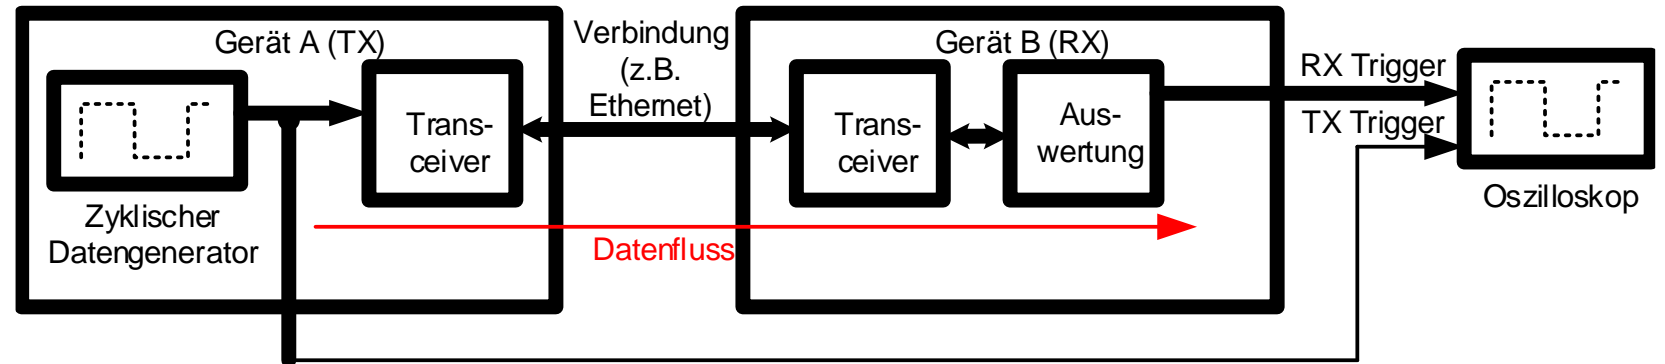 Gerät A (TX)
Zyklischer
Datengenerator
Trans-
ceiver
Verbindung
(z.B.
Ethernet)
Gerät B (RX)
Trans-
ceiver
Aus-
wertung
Datenfluss
RX Trigger
TX Trigger
Oszilloskop